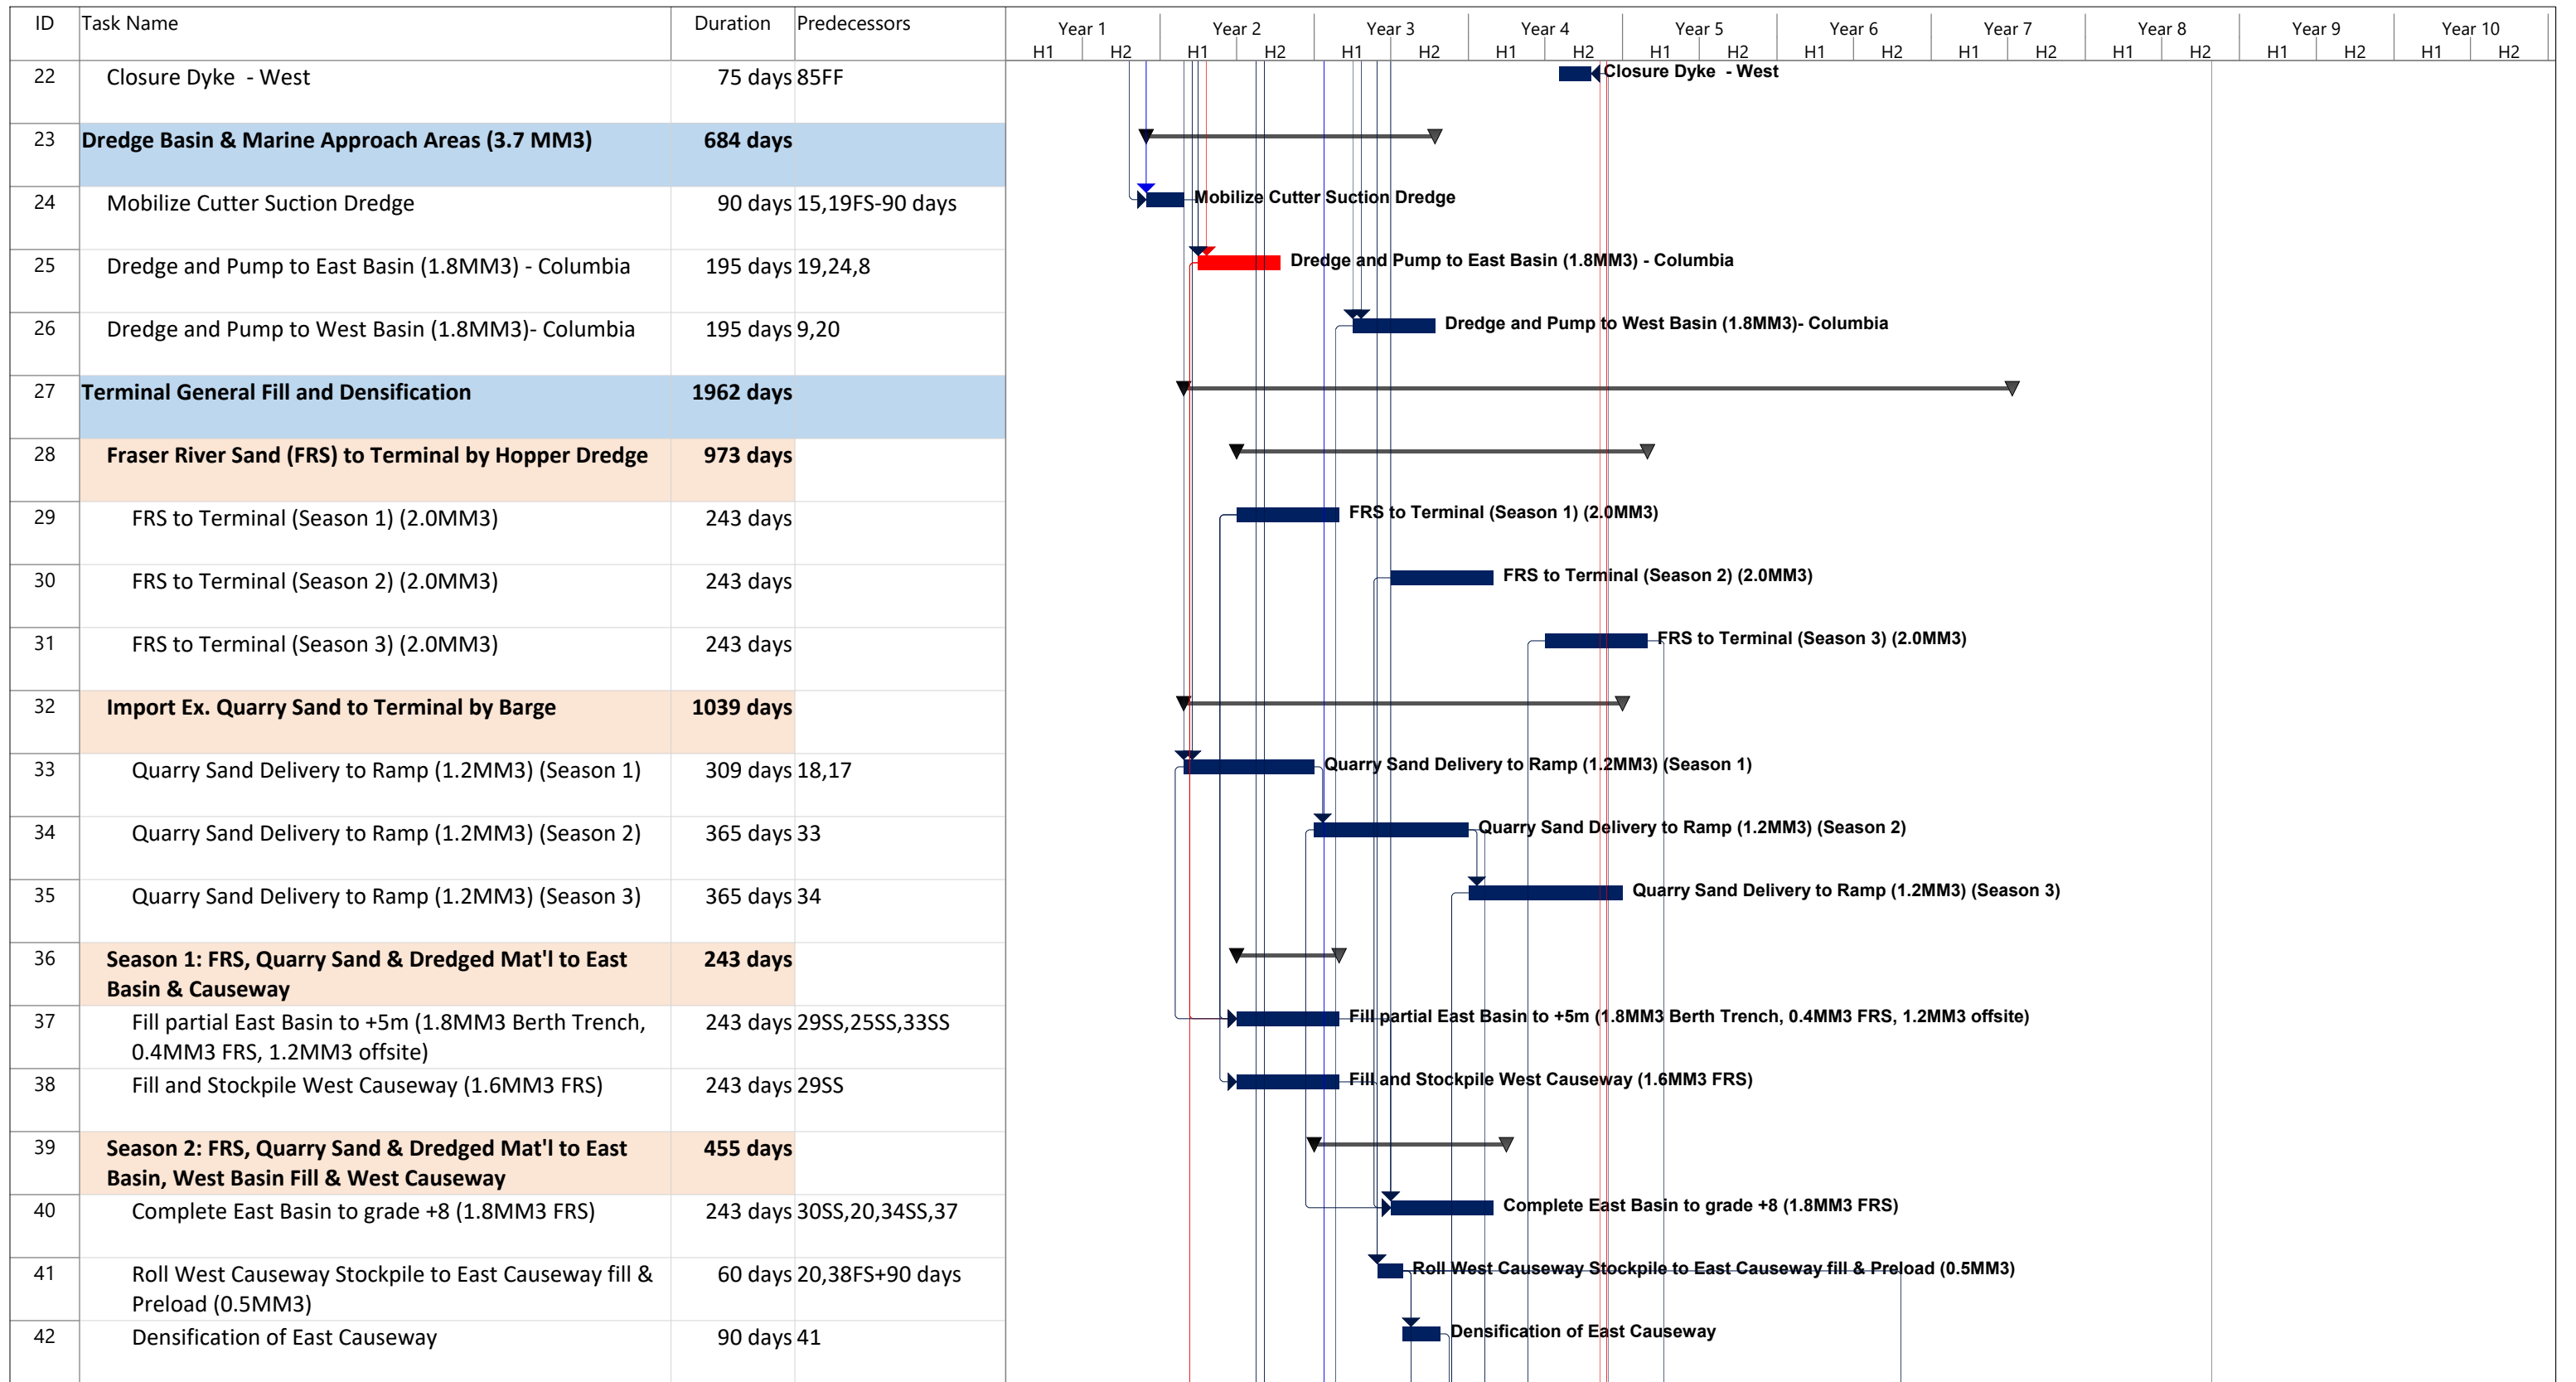 ID Task Name Duration Predecessors Year 1 Year 2 Year 3 Year 4 Year 5 Year 6 Year 7 Year 8 Year 9 Year 10
H1 H2 H1 H2 H1 H2 H1 H2 H1 H2 H1 H2 H1 H2 H1 H2 H1 H2 H1 H2
22 Closure Dyke  - West 75 days 85FF Closure Dyke  - West
23 Dredge Basin & Marine Approach Areas (3.7 MM3) 684 days
24 Mobilize Cutter Suction Dredge 90 days 15,19FS-90 days Mobilize Cutter Suction Dredge
25 Dredge and Pump to East Basin (1.8MM3) - Columbia 195 days 19,24,8 Dredge and Pump to East Basin (1.8MM3) - Columbia
26 Dredge and Pump to West Basin (1.8MM3)- Columbia 195 days 9,20 Dredge and Pump to West Basin (1.8MM3)- Columbia
27 Terminal General Fill and Densification 1962 days
28 Fraser River Sand (FRS) to Terminal by Hopper Dredge 973 days
29 FRS to Terminal (Season 1) (2.0MM3) 243 days FRS to Terminal (Season 1) (2.0MM3)
30 FRS to Terminal (Season 2) (2.0MM3) 243 days FRS to Terminal (Season 2) (2.0MM3)
31 FRS to Terminal (Season 3) (2.0MM3) 243 days FRS to Terminal (Season 3) (2.0MM3)
32 Import Ex. Quarry Sand to Terminal by Barge 1039 days
33 Quarry Sand Delivery to Ramp (1.2MM3) (Season 1) 309 days 18,17 Quarry Sand Delivery to Ramp (1.2MM3) (Season 1)
34 Quarry Sand Delivery to Ramp (1.2MM3) (Season 2) 365 days 33 Quarry Sand Delivery to Ramp (1.2MM3) (Season 2)
35 Quarry Sand Delivery to Ramp (1.2MM3) (Season 3) 365 days 34 Quarry Sand Delivery to Ramp (1.2MM3) (Season 3)
36 Season 1: FRS, Quarry Sand & Dredged Mat'l to East 243 days
Basin & Causeway
37 Fill partial East Basin to +5m (1.8MM3 Berth Trench, 243 days 29SS,25SS,33SS Fill partial East Basin to +5m (1.8MM3 Berth Trench, 0.4MM3 FRS, 1.2MM3 offsite)
0.4MM3 FRS, 1.2MM3 offsite)
38 Fill and Stockpile West Causeway (1.6MM3 FRS) 243 days 29SS Fill and Stockpile West Causeway (1.6MM3 FRS)
39 Season 2: FRS, Quarry Sand & Dredged Mat'l to East 455 days
Basin, West Basin Fill & West Causeway
40 Complete East Basin to grade +8 (1.8MM3 FRS) 243 days 30SS,20,34SS,37 Complete East Basin to grade +8 (1.8MM3 FRS)
41 Roll West Causeway Stockpile to East Causeway fill & 60 days 20,38FS+90 days Roll West Causeway Stockpile to East Causeway fill & Preload (0.5MM3)
Preload (0.5MM3)
42 Densification of East Causeway 90 days 41 Densification of East Causeway